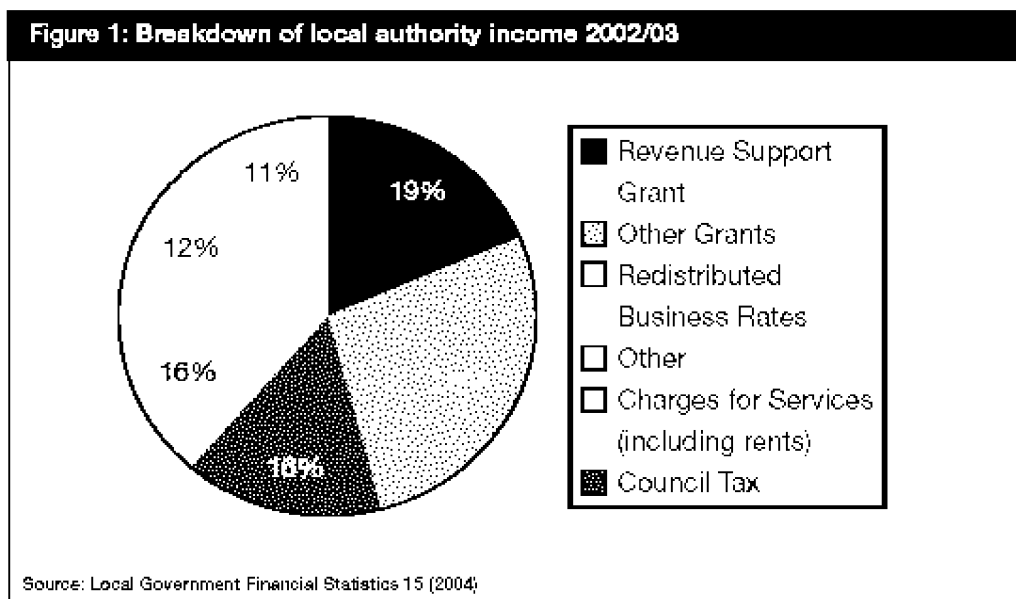 Figure 1: Breakdown of local authority income 2002/03
11%
19%
12%
16%
16%
Revenue Support
Grant
Other Grants
Redistributed
Business Rates
Other
Charges for Services
(including rents)
Council Tax
Source: Local Government Financial Statistics 15 (2004)